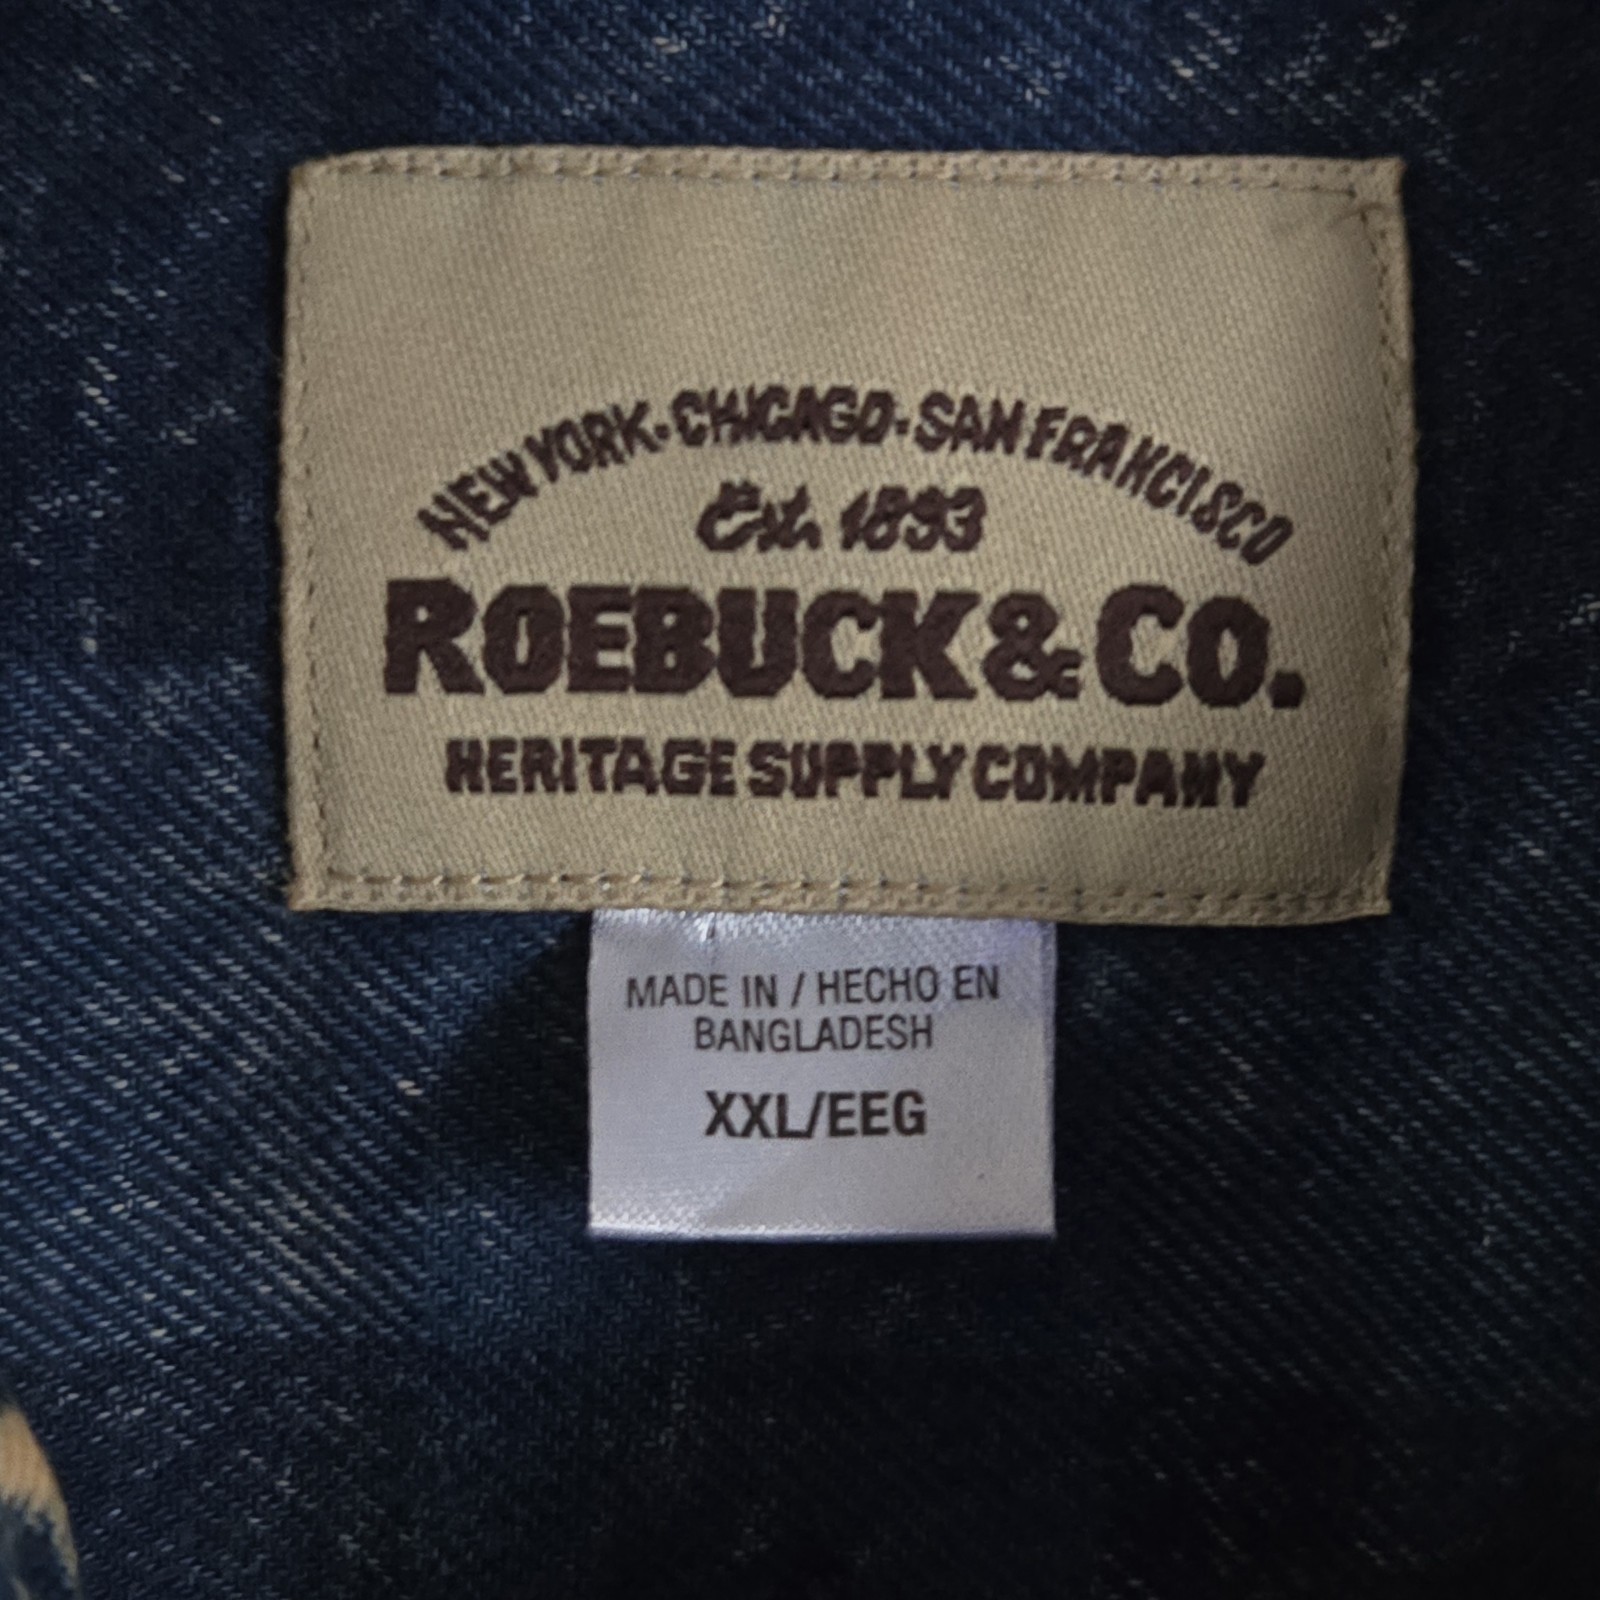 NEW YORK · CHICAGO · SAN FRANCISCO
Est. 1893
ROEBUCK & CO.
HERITAGE SUPPLY COMPANY
MADE IN / HECHO EN
BANGLADESH
XXL/EEG